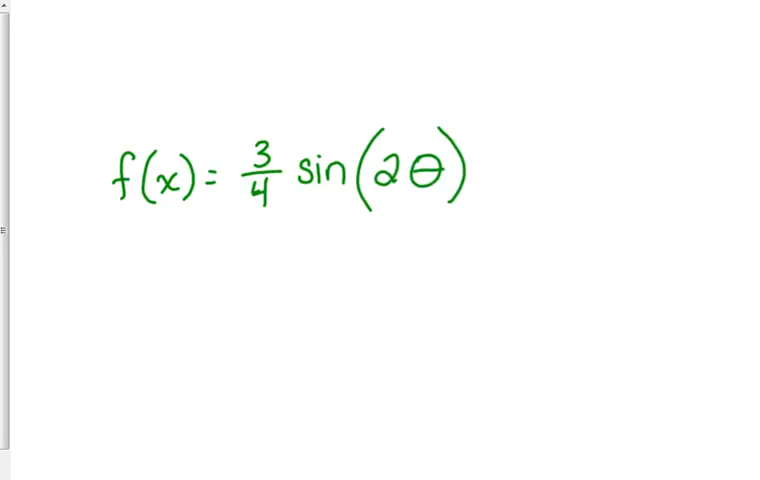 f(x) = 3/4 sin(2θ)